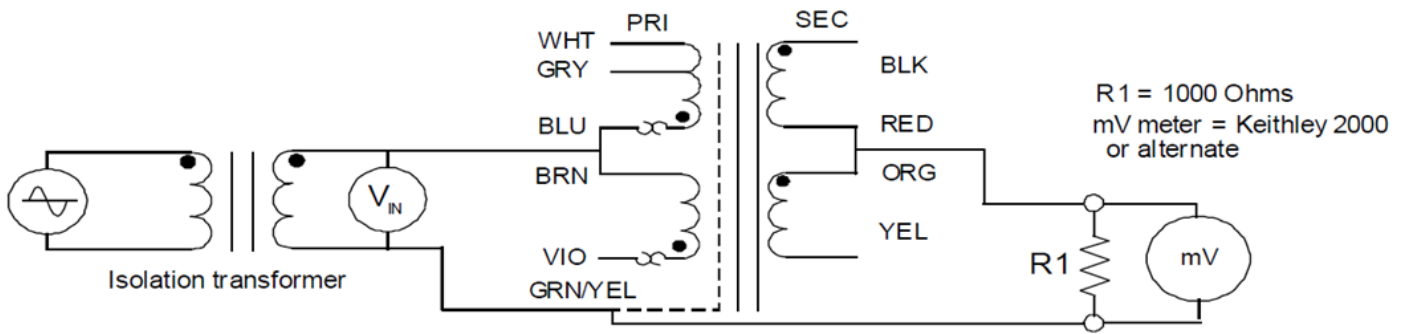 PRI
SEC
WHT
GRY
BLU
BRN
VIO
GRN/YEL
BLK
RED
ORG
YEL
V_IN
Isolation transformer
R1 = 1000 Ohms
mV meter = Keithley 2000
or alternate
R1
mV